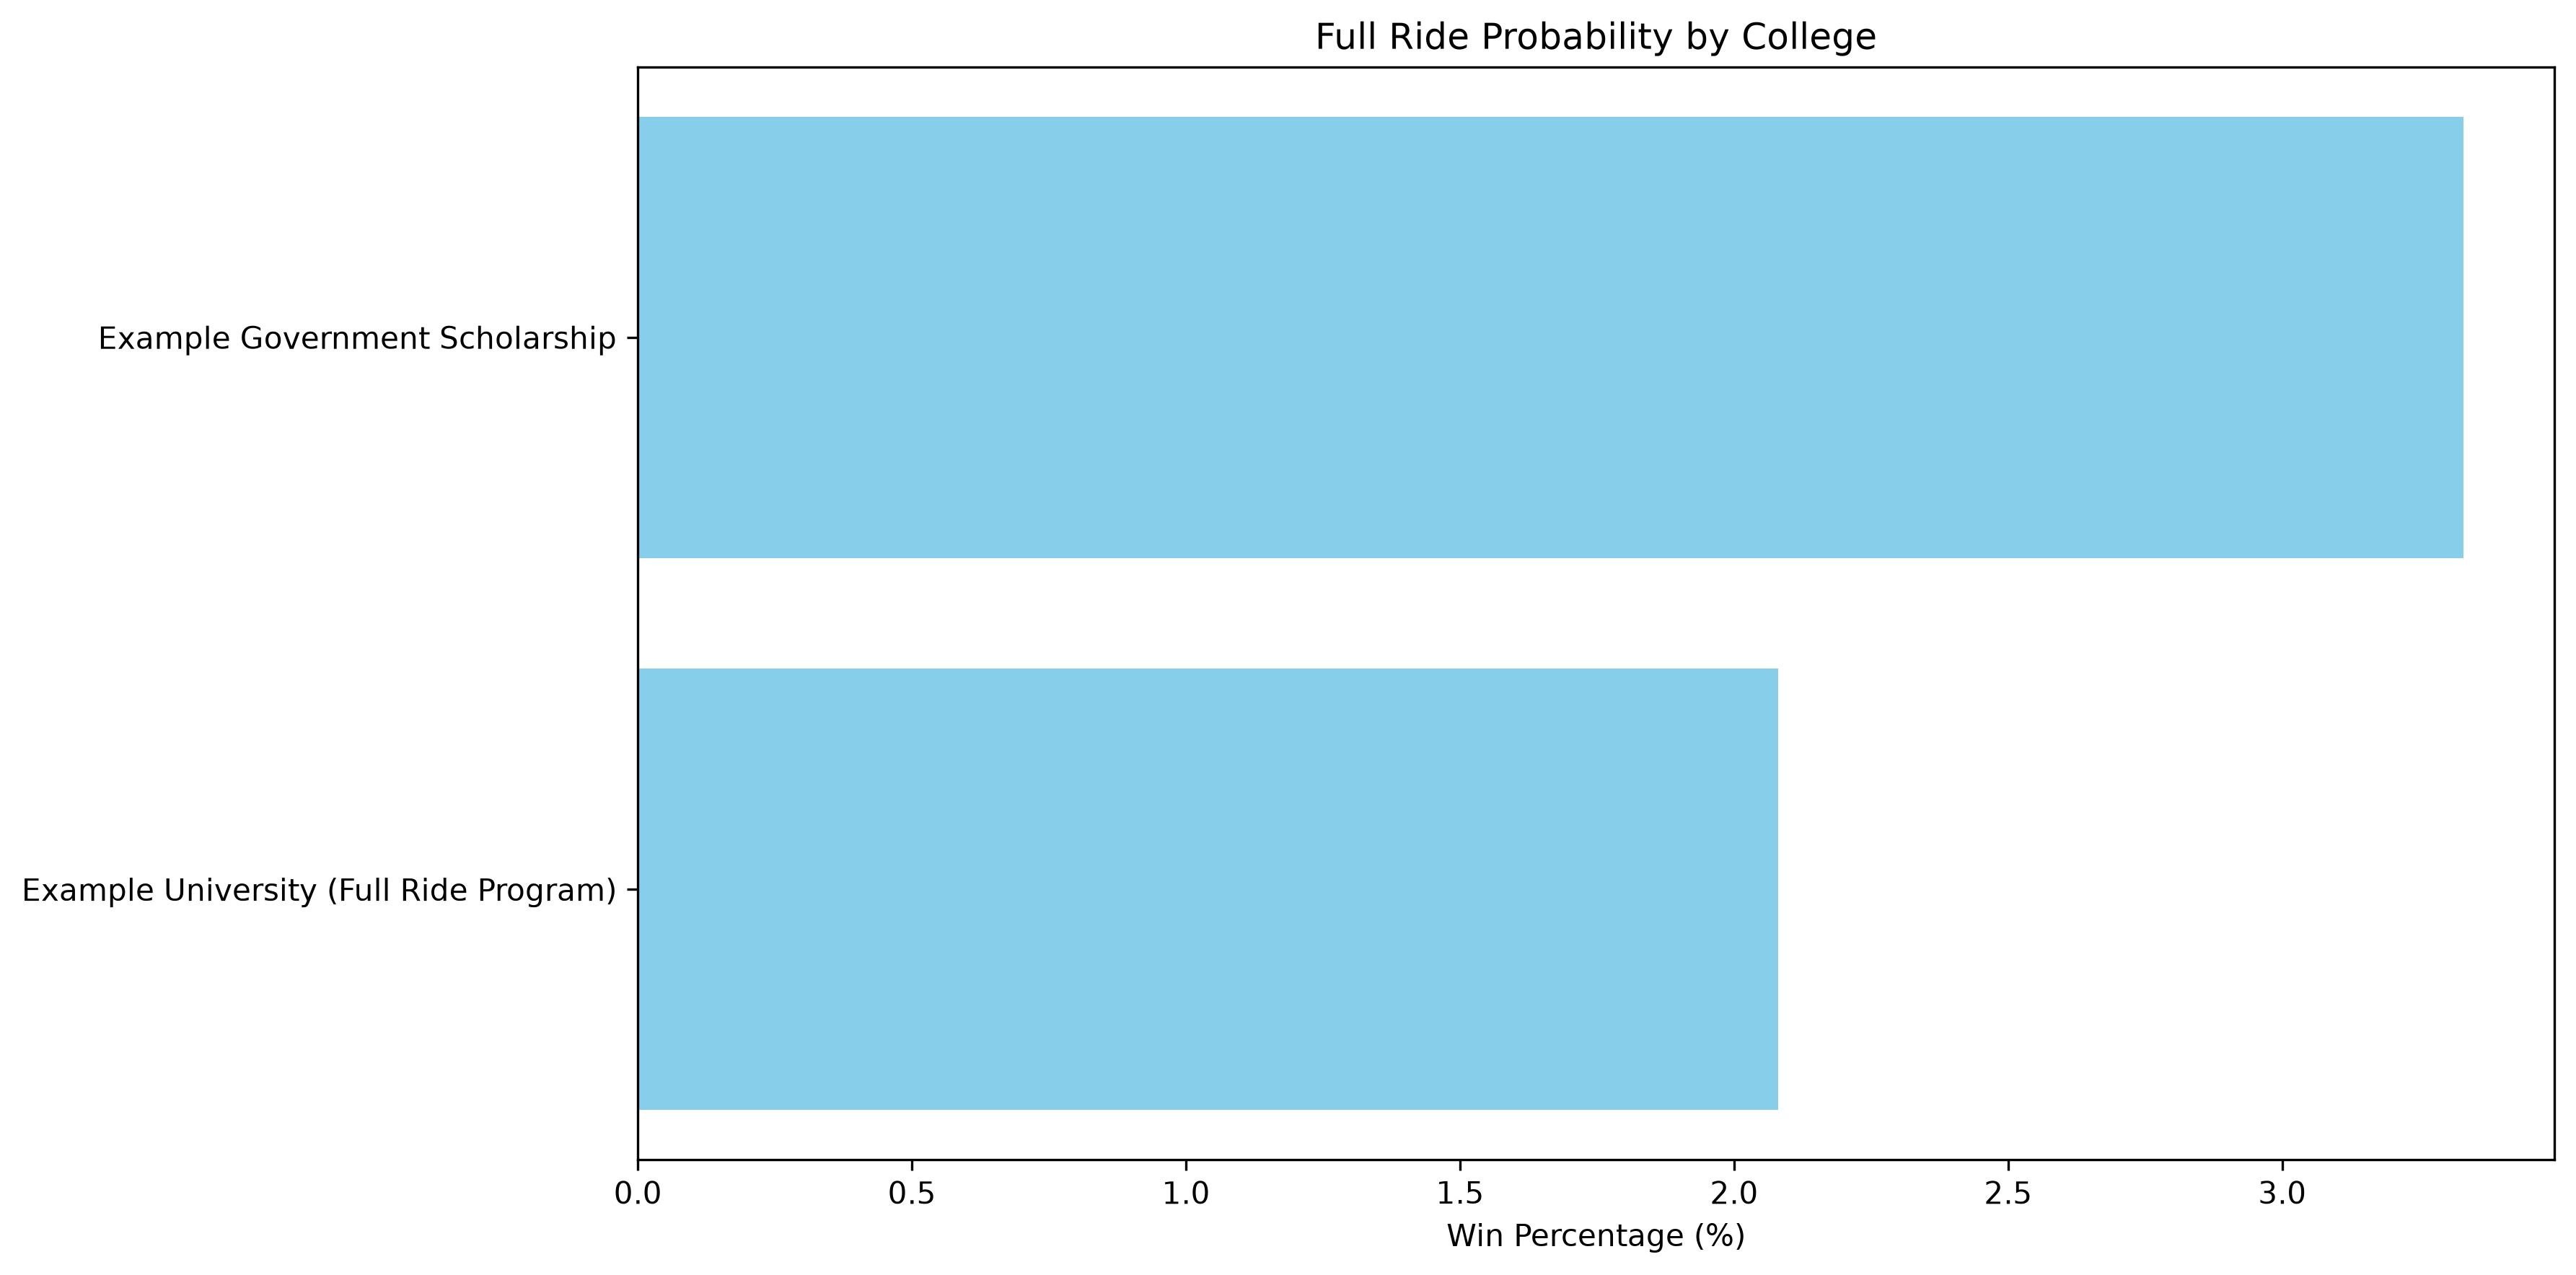 Full Ride Probability by College
Example Government Scholarship
Example University (Full Ride Program)
0.0 0.5 1.0 1.5 2.0 2.5 3.0
Win Percentage (%)